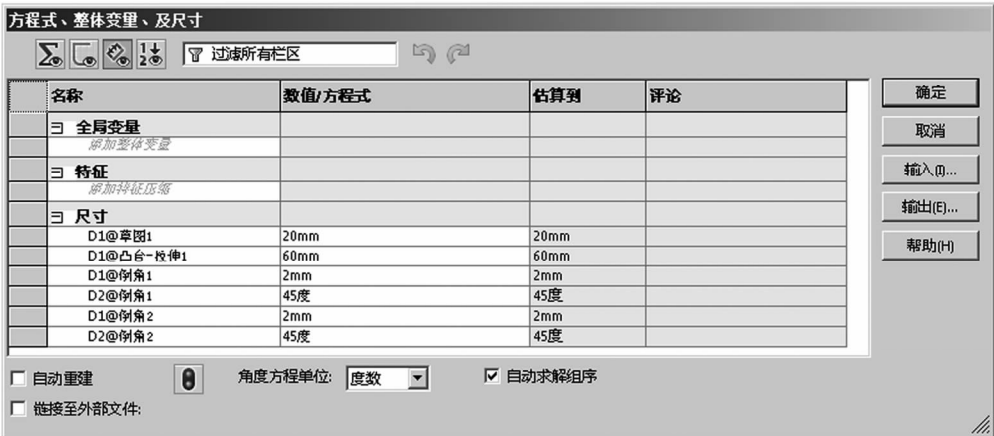 方程式、整体变量、及尺寸
过滤所有栏区
名称 数值/方程式 估算到 评论
全局变量
添加整体变量
特征
添加特征压缩
尺寸
D1@草图1 20mm 20mm
D1@凸台-拉伸1 60mm 60mm
D1@倒角1 2mm 2mm
D2@倒角1 45度 45度
D1@倒角2 2mm 2mm
D2@倒角2 45度 45度
确定
取消
输入(I)...
输出(E)...
帮助(H)
自动重建 角度方程单位: 度数 自动求解组序
链接至外部文件: